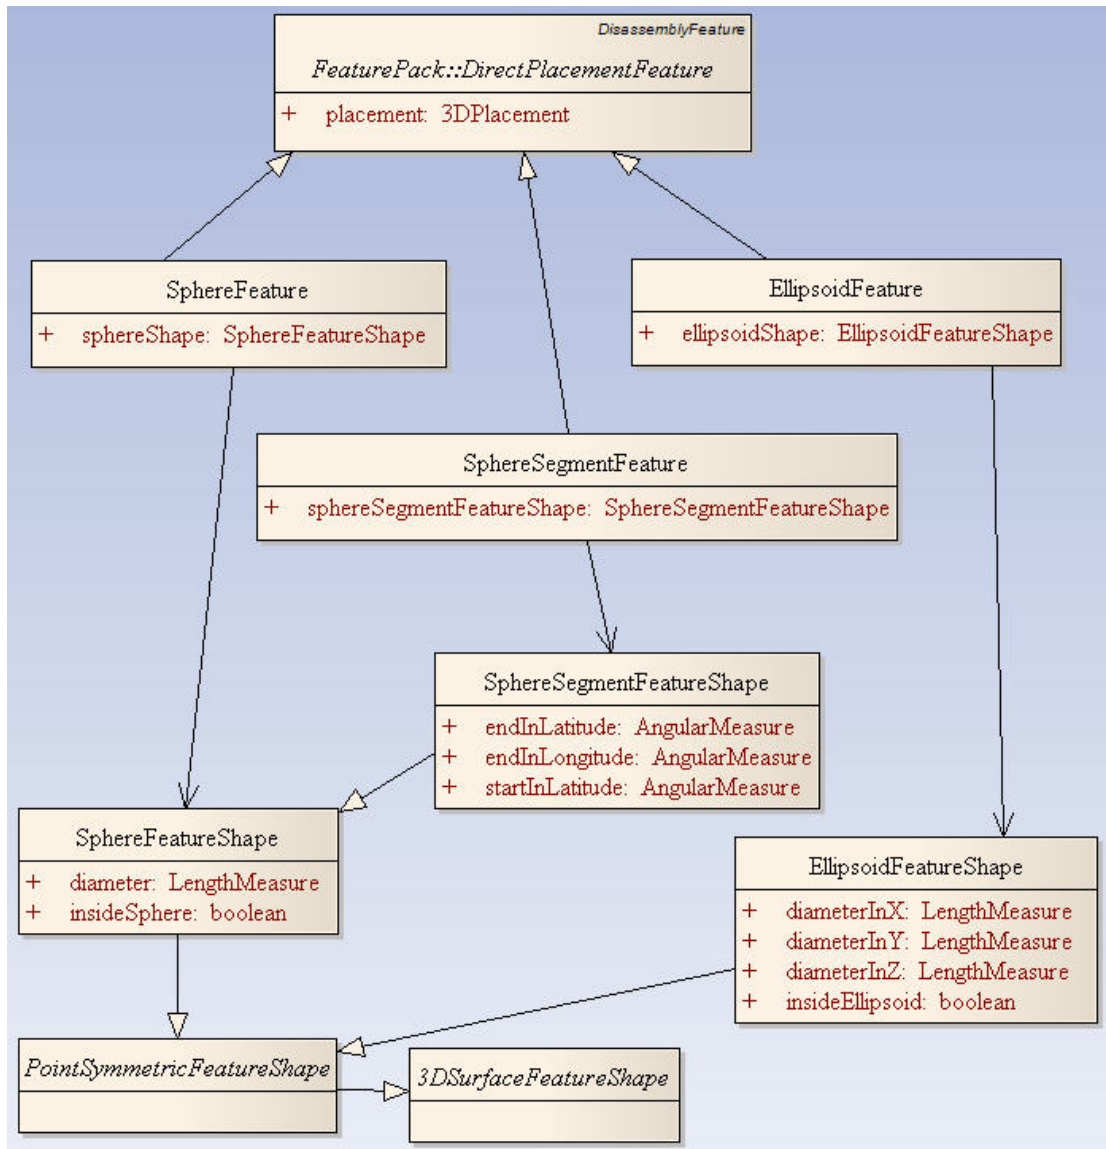 DisassemblyFeature
FeaturePack::DirectPlacementFeature
+ placement: 3DPlacement
SphereFeature
+ sphereShape: SphereFeatureShape
EllipsoidFeature
+ ellipsoidShape: EllipsoidFeatureShape
SphereSegmentFeature
+ sphereSegmentFeatureShape: SphereSegmentFeatureShape
SphereSegmentFeatureShape
+ endInLatitude: AngularMeasure
+ endInLongitude: AngularMeasure
+ startInLatitude: AngularMeasure
SphereFeatureShape
+ diameter: LengthMeasure
+ insideSphere: boolean
EllipsoidFeatureShape
+ diameterInX: LengthMeasure
+ diameterInY: LengthMeasure
+ diameterInZ: LengthMeasure
+ insideEllipsoid: boolean
PointSymmetricFeatureShape
3DSurfaceFeatureShape